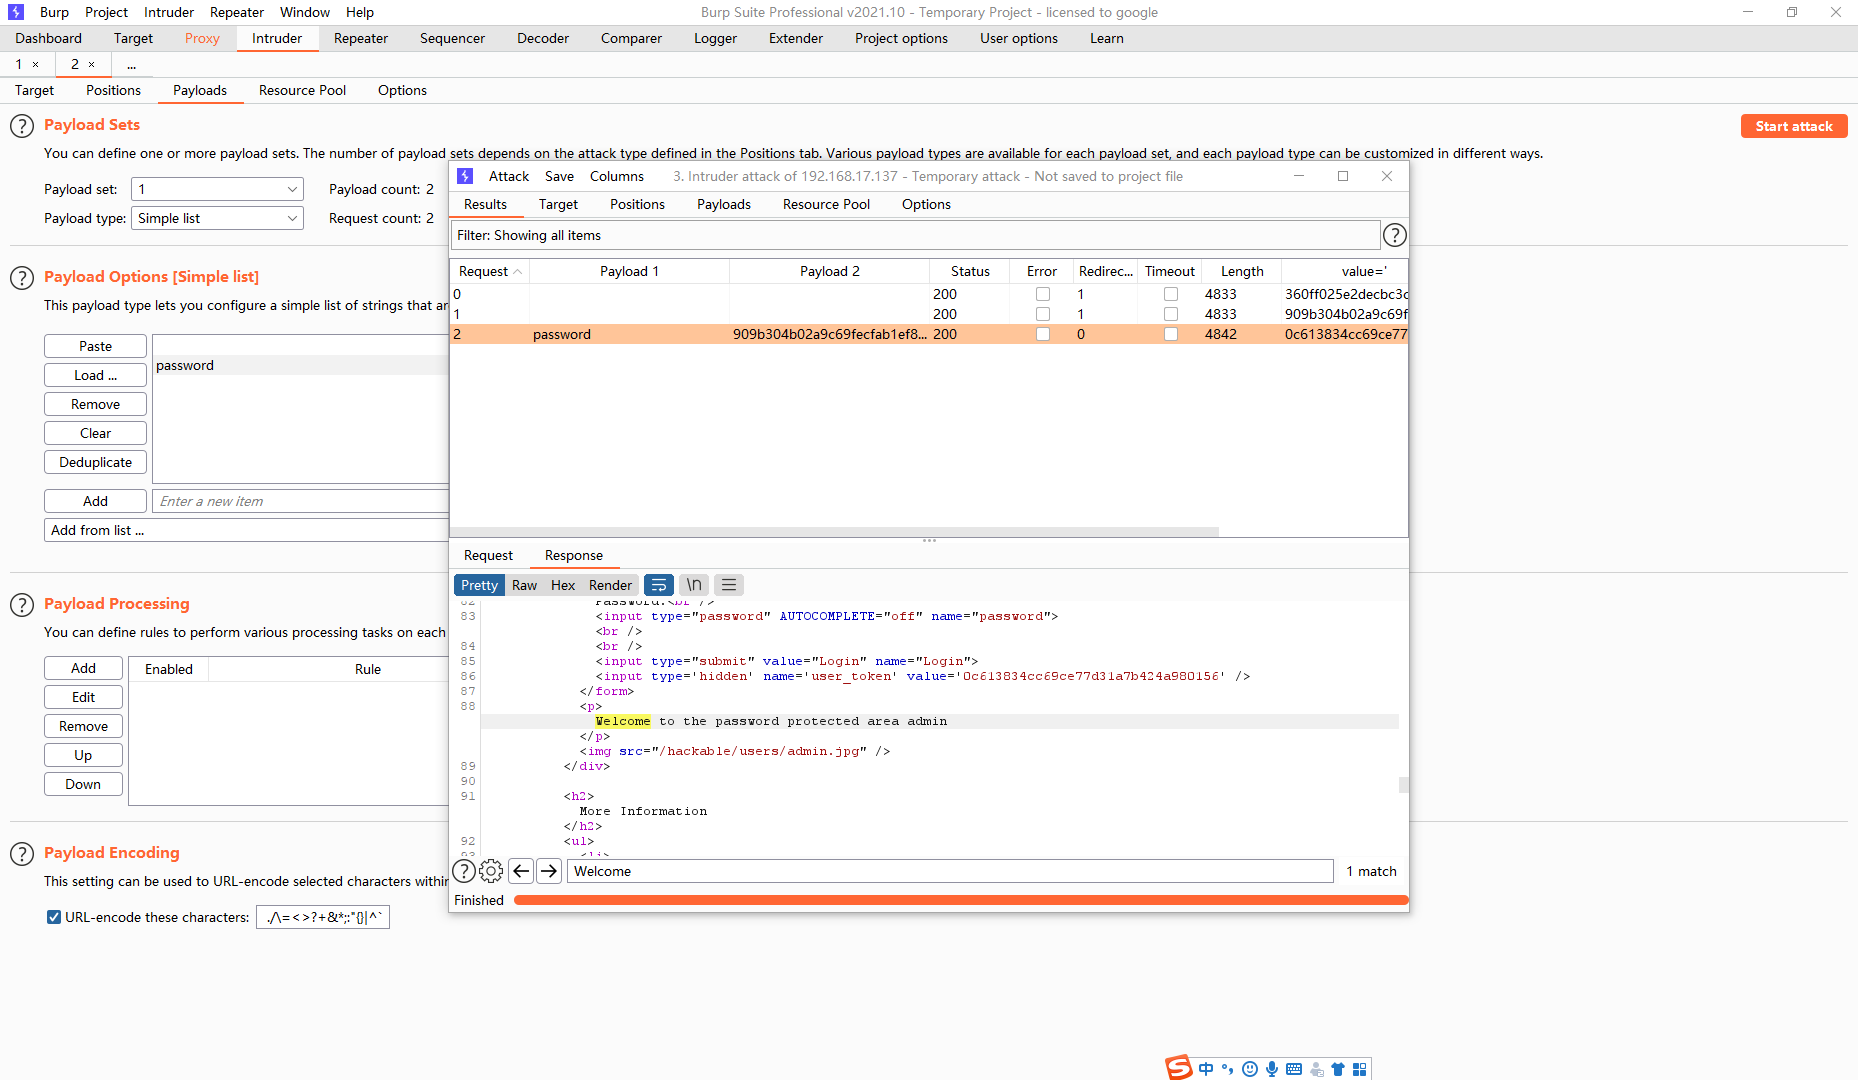 Burp Project Intruder Repeater Window Help
Burp Suite Professional v2021.10 - Temporary Project - licensed to google
Dashboard Target Proxy Intruder Repeater Sequencer Decoder Comparer Logger Extender Project options User options Learn
1 × 2 × ...
Target Positions Payloads Resource Pool Options
? Payload Sets
Start attack
You can define one or more payload sets. The number of payload sets depends on the attack type defined in the Positions tab. Various payload types are available for each payload set, and each payload type can be customized in different ways.
Payload set: 1 Payload count: 2
Payload type: Simple list Request count: 2
? Payload Options [Simple list]
This payload type lets you configure a simple list of strings that
Paste
Load ...
Remove
Clear
Deduplicate
password
Add Enter a new item
Add from list ...
? Payload Processing
You can define rules to perform various processing tasks on each
Add
Edit
Remove
Up
Down
Enabled Rule
? Payload Encoding
This setting can be used to URL-encode selected characters
URL-encode these characters: ./\=<>?+&*;:"{}|^`
Attack Save Columns 3. Intruder attack of 192.168.17.137 - Temporary attack - Not saved to project file
Results Target Positions Payloads Resource Pool Options
Filter: Showing all items ?
Request Payload 1 Payload 2 Status Error Redirec... Timeout Length value='
0 200 1 4833 360ff025e2decbc3c
1 200 1 4833 909b304b02a9c69f
2 password 909b304b02a9c69fecfab1ef8... 200 0 4842 0c613834cc69ce77
Request Response
Pretty Raw Hex Render \n
82 Password:<br />
83 <input type="password" AUTOCOMPLETE="off" name="password">
<br />
84 <br />
85 <input type="submit" value="Login" name="Login">
86 <input type='hidden' name='user_token' value='0c613834cc69ce77d31a7b424a980156' />
87 </form>
88 <p>
Welcome to the password protected area admin
</p>
<img src="/hackable/users/admin.jpg" />
89 </div>
90
91 <h2>
More Information
</h2>
92 <ul>
93 <li>
? Welcome 1 match
Finished
S 中